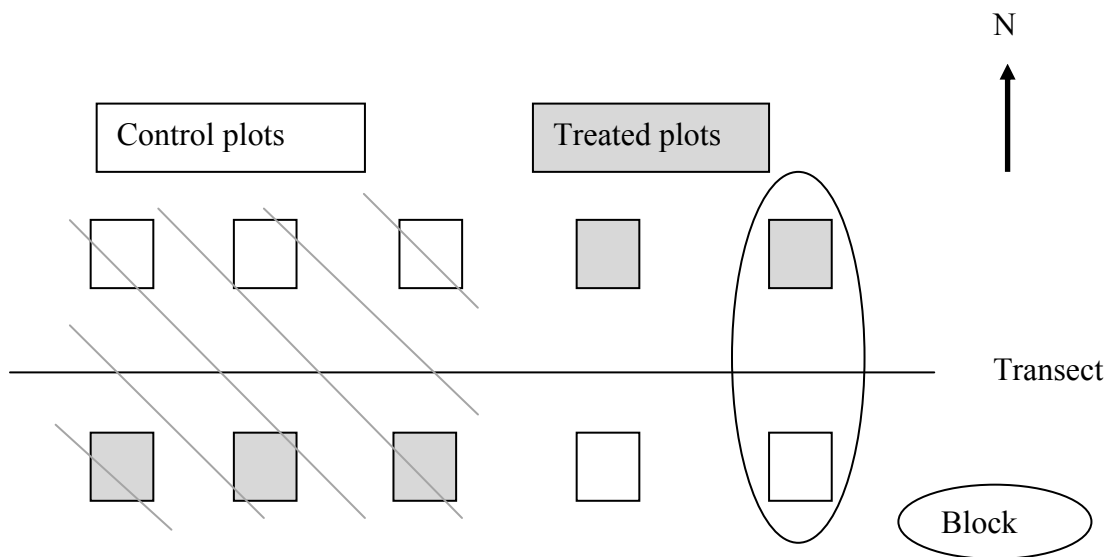 N
Control plots
Treated plots
Transect
Block